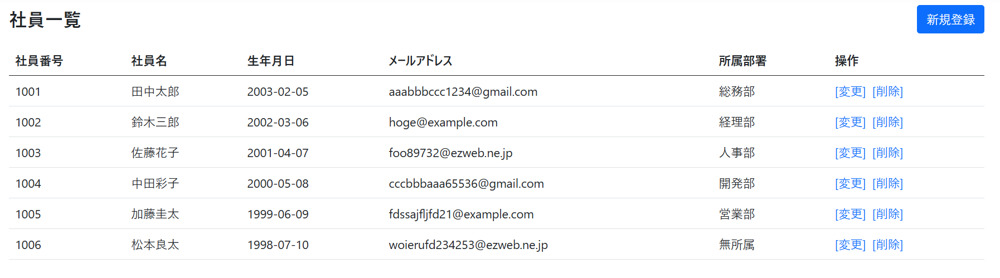 社員一覧 新規登録
社員番号 社員名 生年月日 メールアドレス 所属部署 操作
1001 田中太郎 2003-02-05 aaabbbccc1234@gmail.com 総務部 [変更] [削除]
1002 鈴木三郎 2002-03-06 hoge@example.com 経理部 [変更] [削除]
1003 佐藤花子 2001-04-07 foo89732@ezweb.ne.jp 人事部 [変更] [削除]
1004 中田彩子 2000-05-08 cccbbbaaa65536@gmail.com 開発部 [変更] [削除]
1005 加藤圭太 1999-06-09 fdssajfljfd21@example.com 営業部 [変更] [削除]
1006 松本良太 1998-07-10 woierufd234253@ezweb.ne.jp 無所属 [変更] [削除]